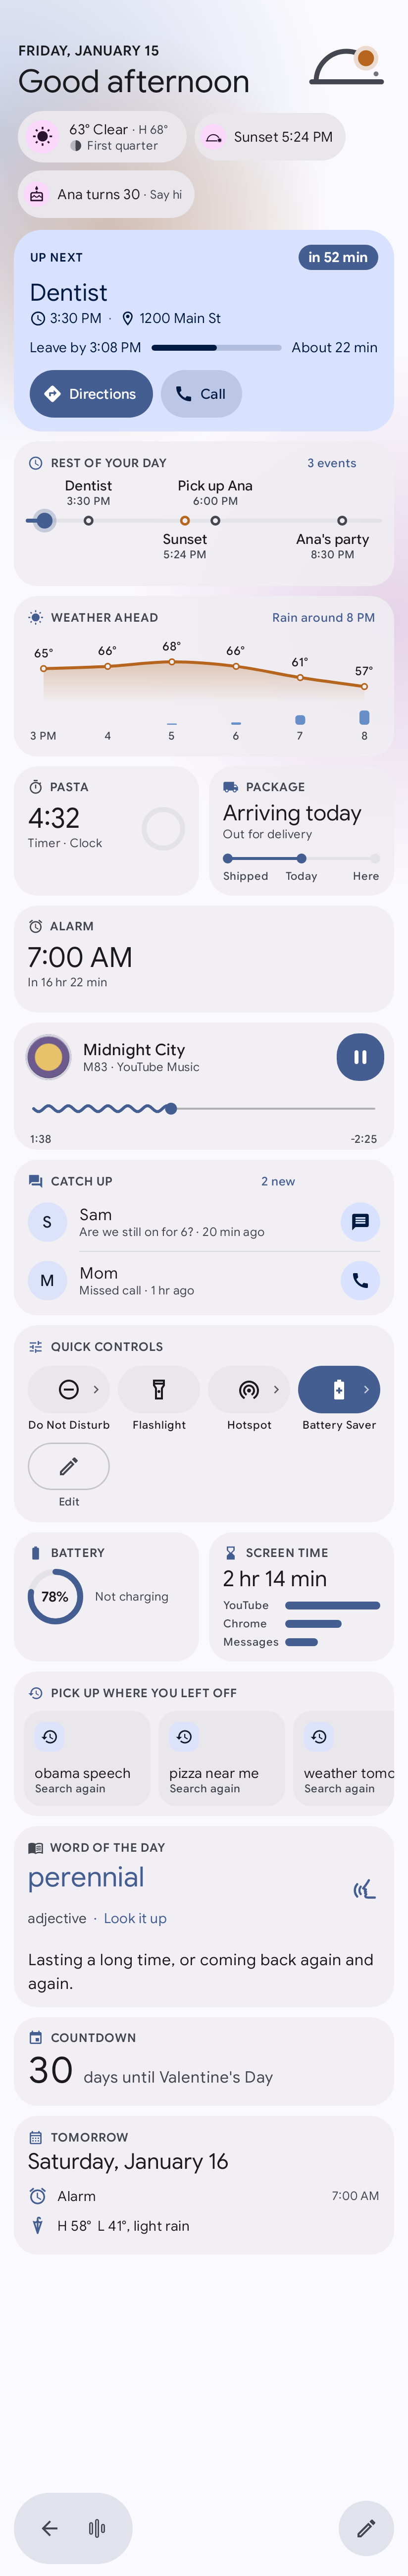 FRIDAY, JANUARY 15
Good afternoon
63° Clear · H 68°
First quarter
Sunset 5:24 PM
Ana turns 30 · Say hi
UP NEXT
in 52 min
Dentist
3:30 PM · 1200 Main St
Leave by 3:08 PM
About 22 min
Directions
Call
REST OF YOUR DAY
3 events
Dentist
3:30 PM
Pick up Ana
6:00 PM
Sunset
5:24 PM
Ana's party
8:30 PM
WEATHER AHEAD
Rain around 8 PM
65° 66° 68° 66° 61° 57°
3 PM 4 5 6 7 8
PASTA
4:32
Timer · Clock
PACKAGE
Arriving today
Out for delivery
Shipped Today Here
ALARM
7:00 AM
In 16 hr 22 min
Midnight City
M83 · YouTube Music
1:38 -2:25
CATCH UP
2 new
S
Sam
Are we still on for 6? · 20 min ago
M
Mom
Missed call · 1 hr ago
QUICK CONTROLS
Do Not Disturb Flashlight Hotspot Battery Saver
Edit
BATTERY
78%
Not charging
SCREEN TIME
2 hr 14 min
YouTube
Chrome
Messages
PICK UP WHERE YOU LEFT OFF
obama speech
Search again
pizza near me
Search again
weather tomo
Search again
WORD OF THE DAY
perennial
adjective · Look it up
Lasting a long time, or coming back again and
again.
COUNTDOWN
30 days until Valentine's Day
TOMORROW
Saturday, January 16
Alarm 7:00 AM
H 58° L 41°, light rain